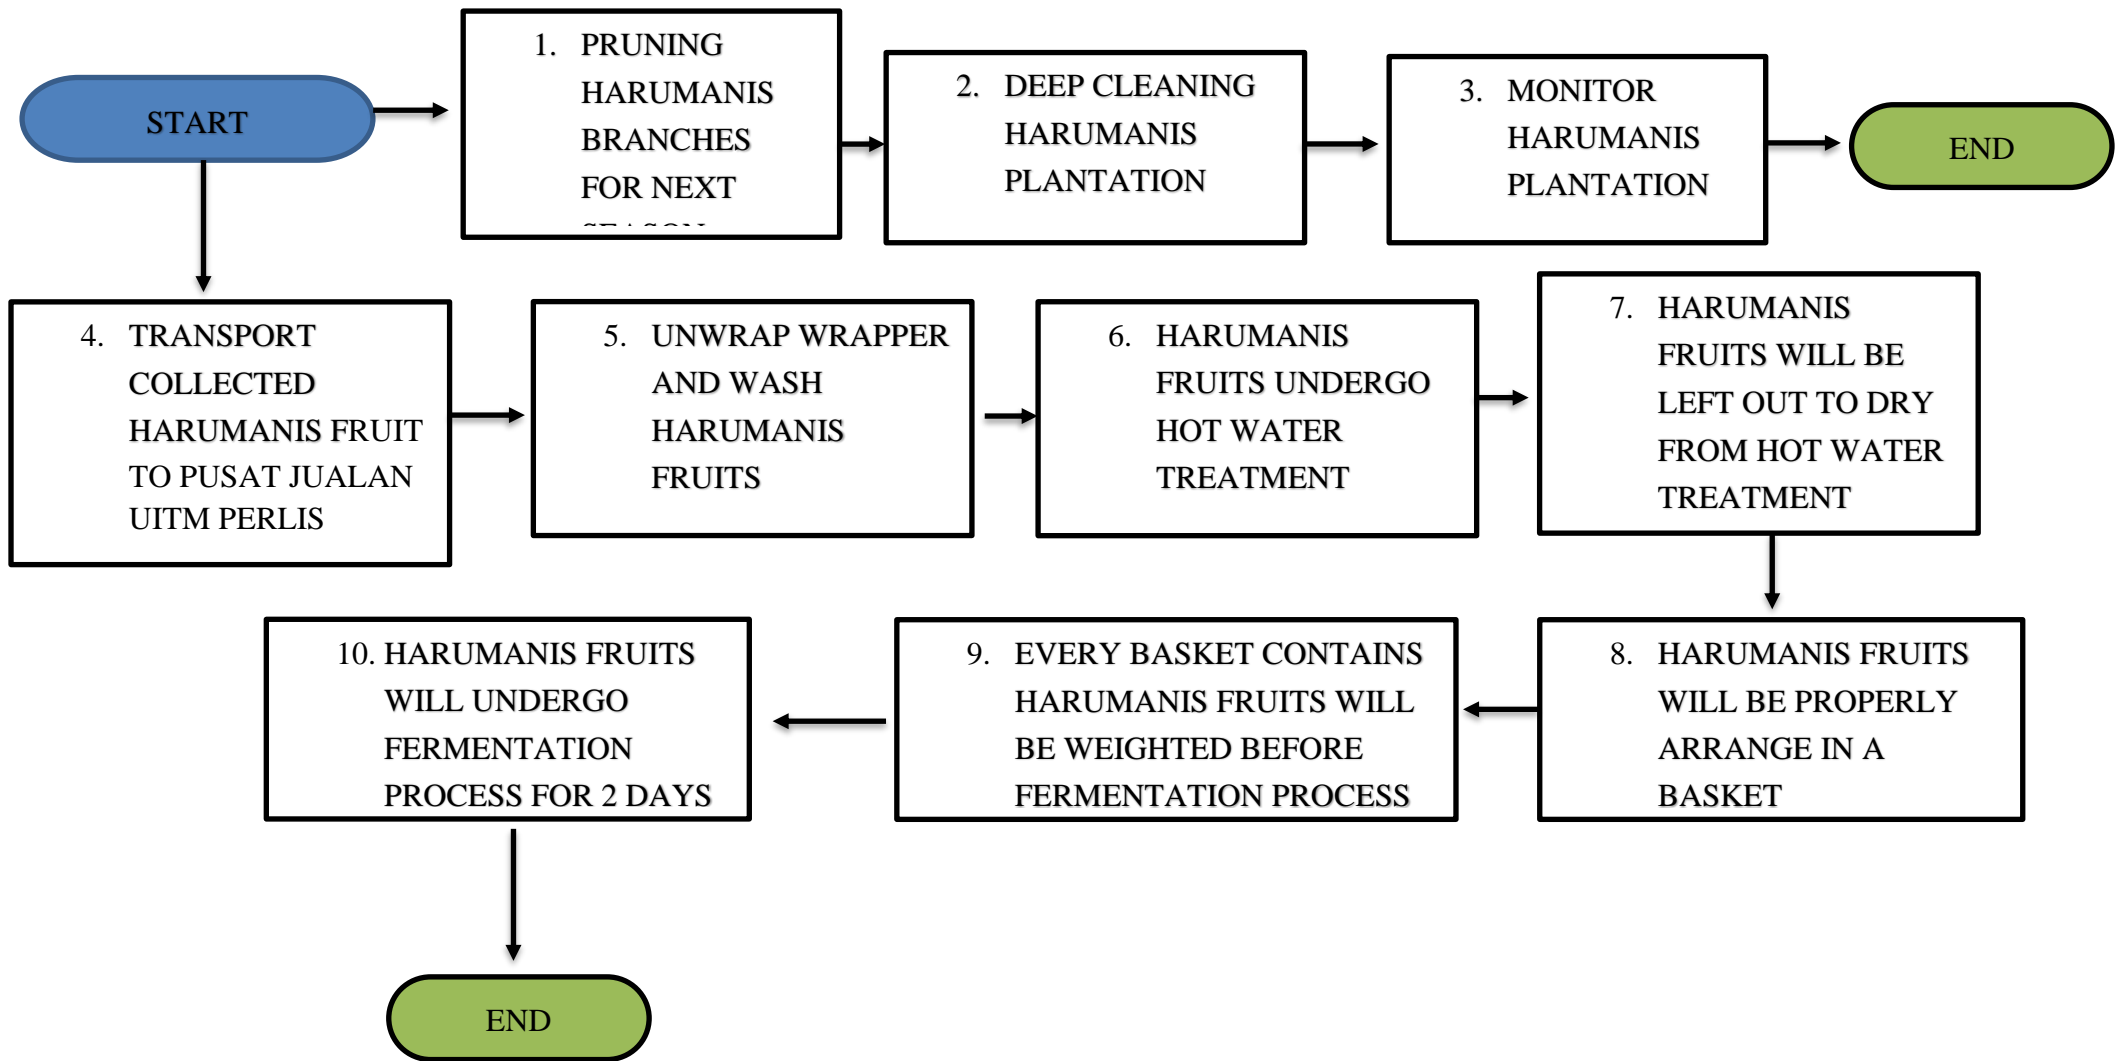 START
1. PRUNING
HARUMANIS
BRANCHES
FOR NEXT
SEASON
2. DEEP CLEANING
HARUMANIS
PLANTATION
3. MONITOR
HARUMANIS
PLANTATION
END
4. TRANSPORT
COLLECTED
HARUMANIS FRUIT
TO PUSAT JUALAN
UITM PERLIS
5. UNWRAP WRAPPER
AND WASH
HARUMANIS
FRUITS
6. HARUMANIS
FRUITS UNDERGO
HOT WATER
TREATMENT
7. HARUMANIS
FRUITS WILL BE
LEFT OUT TO DRY
FROM HOT WATER
TREATMENT
8. HARUMANIS FRUITS
WILL BE PROPERLY
ARRANGE IN A
BASKET
9. EVERY BASKET CONTAINS
HARUMANIS FRUITS WILL
BE WEIGHTED BEFORE
FERMENTATION PROCESS
10. HARUMANIS FRUITS
WILL UNDERGO
FERMENTATION
PROCESS FOR 2 DAYS
END